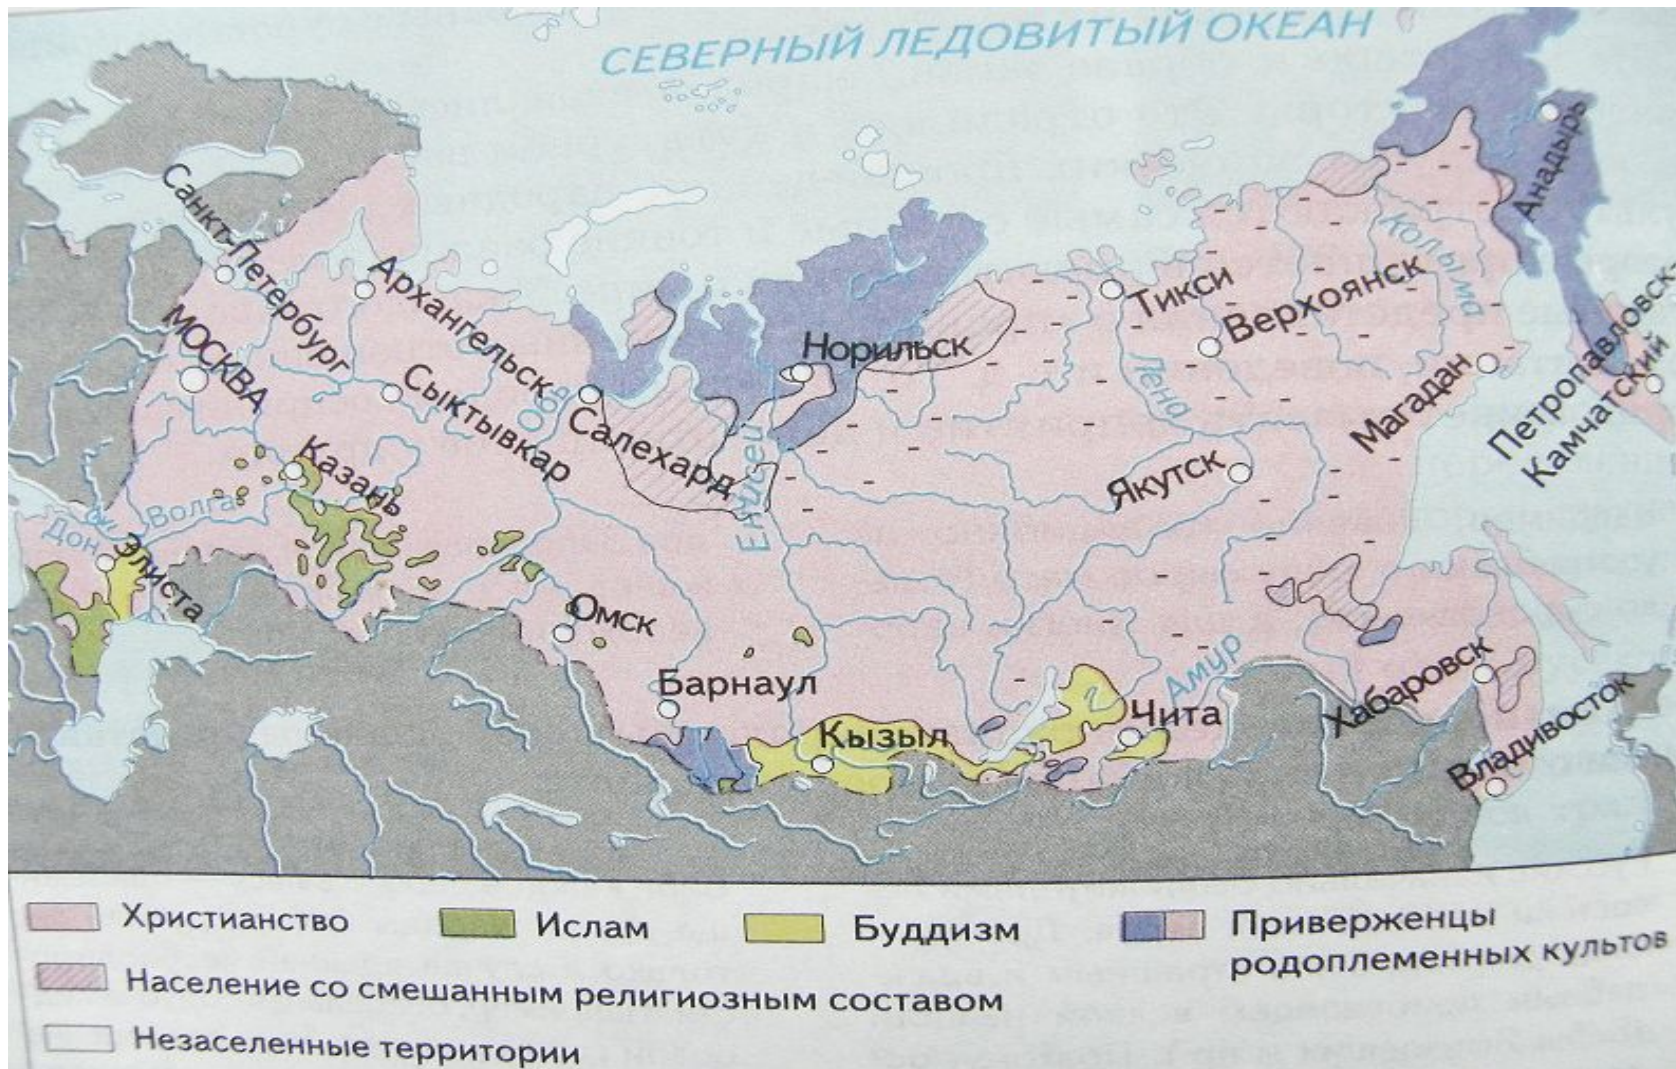 СЕВЕРНЫЙ ЛЕДОВИТЫЙ ОКЕАН
Анадырь
Санкт-Петербург
Колыма
Архангельск
Тикси
Верхоянск
МОСКВА
Норильск
Петропавловск-
Камчатский
Сыктывкар
Обь
Салехард
Лена
Магадан
Енисей
Казань
Якутск
Волга
Дон
Элиста
Омск
Амур
Барнаул
Хабаровск
Чита
Кызыл
Владивосток
Христианство
Ислам
Буддизм
Приверженцы
родоплеменных культов
Население со смешанным религиозным составом
Незаселенные территории